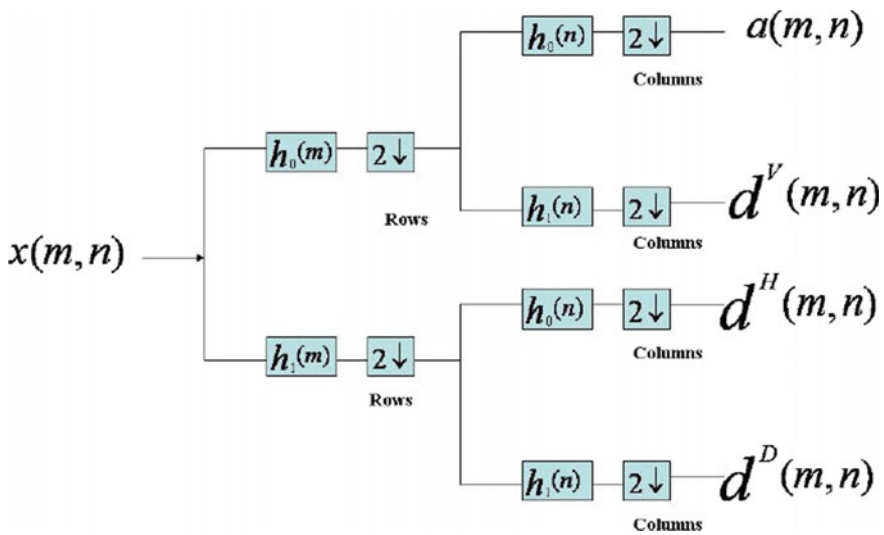 h₀(n) 2↓ a(m,n)
Columns
h₀(m) 2↓
Rows
h₁(n) 2↓ d^V(m,n)
Columns
x(m,n)
h₀(n) 2↓ d^H(m,n)
Columns
h₁(m) 2↓
Rows
h₁(n) 2↓ d^D(m,n)
Columns